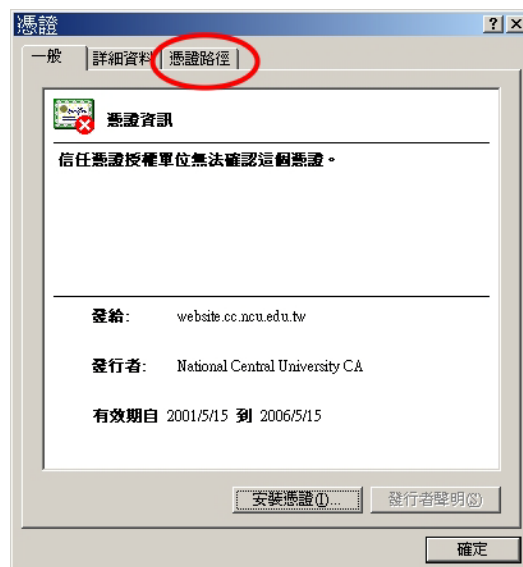 憑證
一般 詳細資料 憑證路徑
憑證資訊
信任憑證授權單位無法確認這個憑證。
發給: website.cc.ncu.edu.tw
發行者: National Central University CA
有效期自 2001/5/15 到 2006/5/15
安裝憑證(I)... 發行者聲明(S)
確定